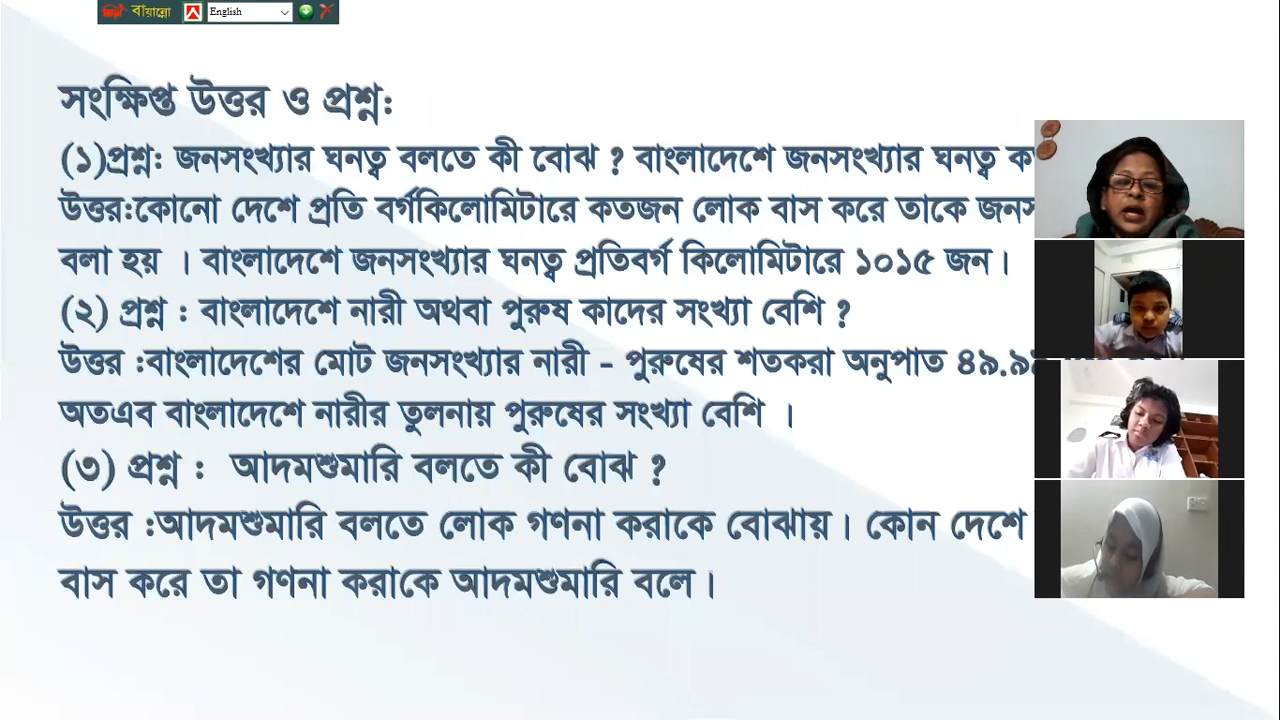 বায়ান্নো English
সংক্ষিপ্ত উত্তর ও প্রশ্ন:
(১)প্রশ্ন: জনসংখ্যার ঘনত্ব বলতে কী বোঝ ? বাংলাদেশে জনসংখ্যার ঘনত্ব
উত্তর:কোনো দেশে প্রতি বর্গকিলোমিটারে কতজন লোক বাস করে তাকে
বলা হয় । বাংলাদেশে জনসংখ্যার ঘনত্ব প্রতিবর্গ কিলোমিটারে ১০১৫ জন।
(২) প্রশ্ন : বাংলাদেশে নারী অথবা পুরুষ কাদের সংখ্যা বেশি ?
উত্তর :বাংলাদেশের মোট জনসংখ্যার নারী - পুরুষের শতকরা অনুপাত
অতএব বাংলাদেশে নারীর তুলনায় পুরুষের সংখ্যা বেশি ।
(৩) প্রশ্ন : আদমশুমারি বলতে কী বোঝ ?
উত্তর :আদমশুমারি বলতে লোক গণনা করাকে বোঝায়। কোন দেশে
বাস করে তা গণনা করাকে আদমশুমারি বলে।